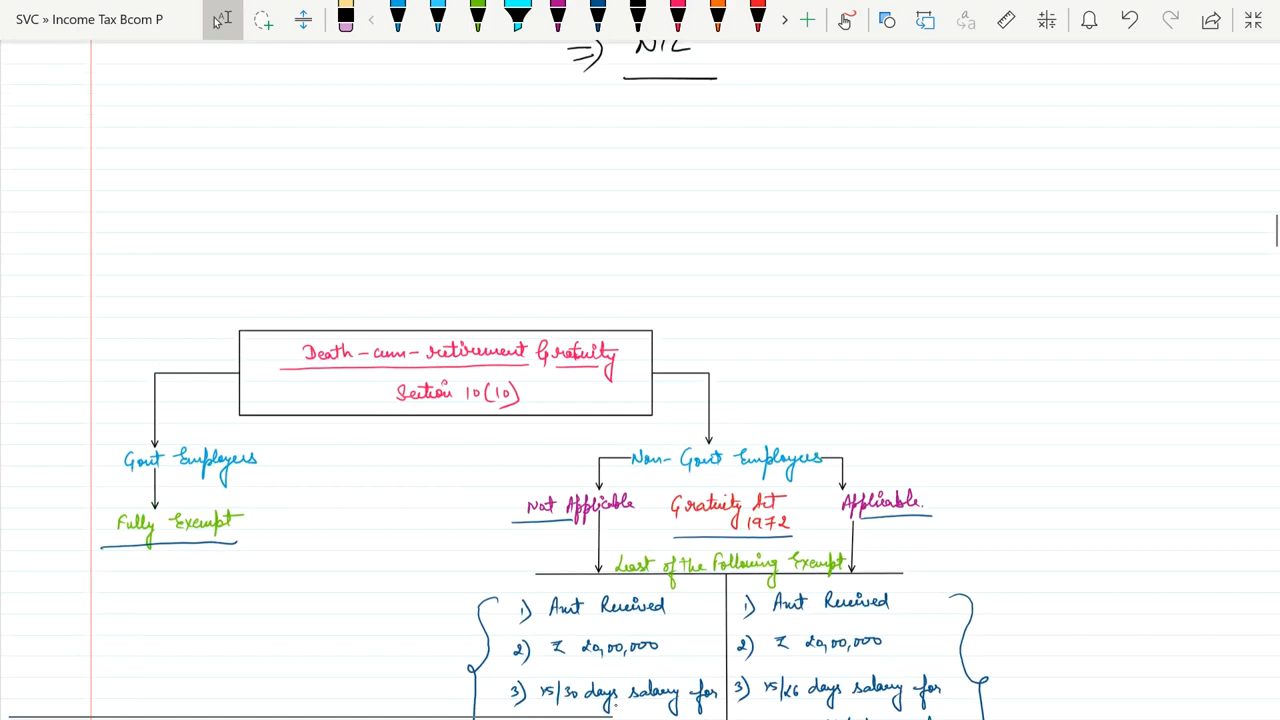 SVC » Income Tax Bcom P
=) NIL
Death-cum-retirement Gratuity
Section 10(10)
Govt Employees
Fully Exempt
Non-Govt Employees
Not Applicable
Gratuity Act
1972
Applicable.
Least of the Following Exempt
1) Amt Received
2) ₹ 20,00,000
3) 15/30 days salary for
1) Amt Received
2) ₹ 20,00,000
3) 15/26 days salary for